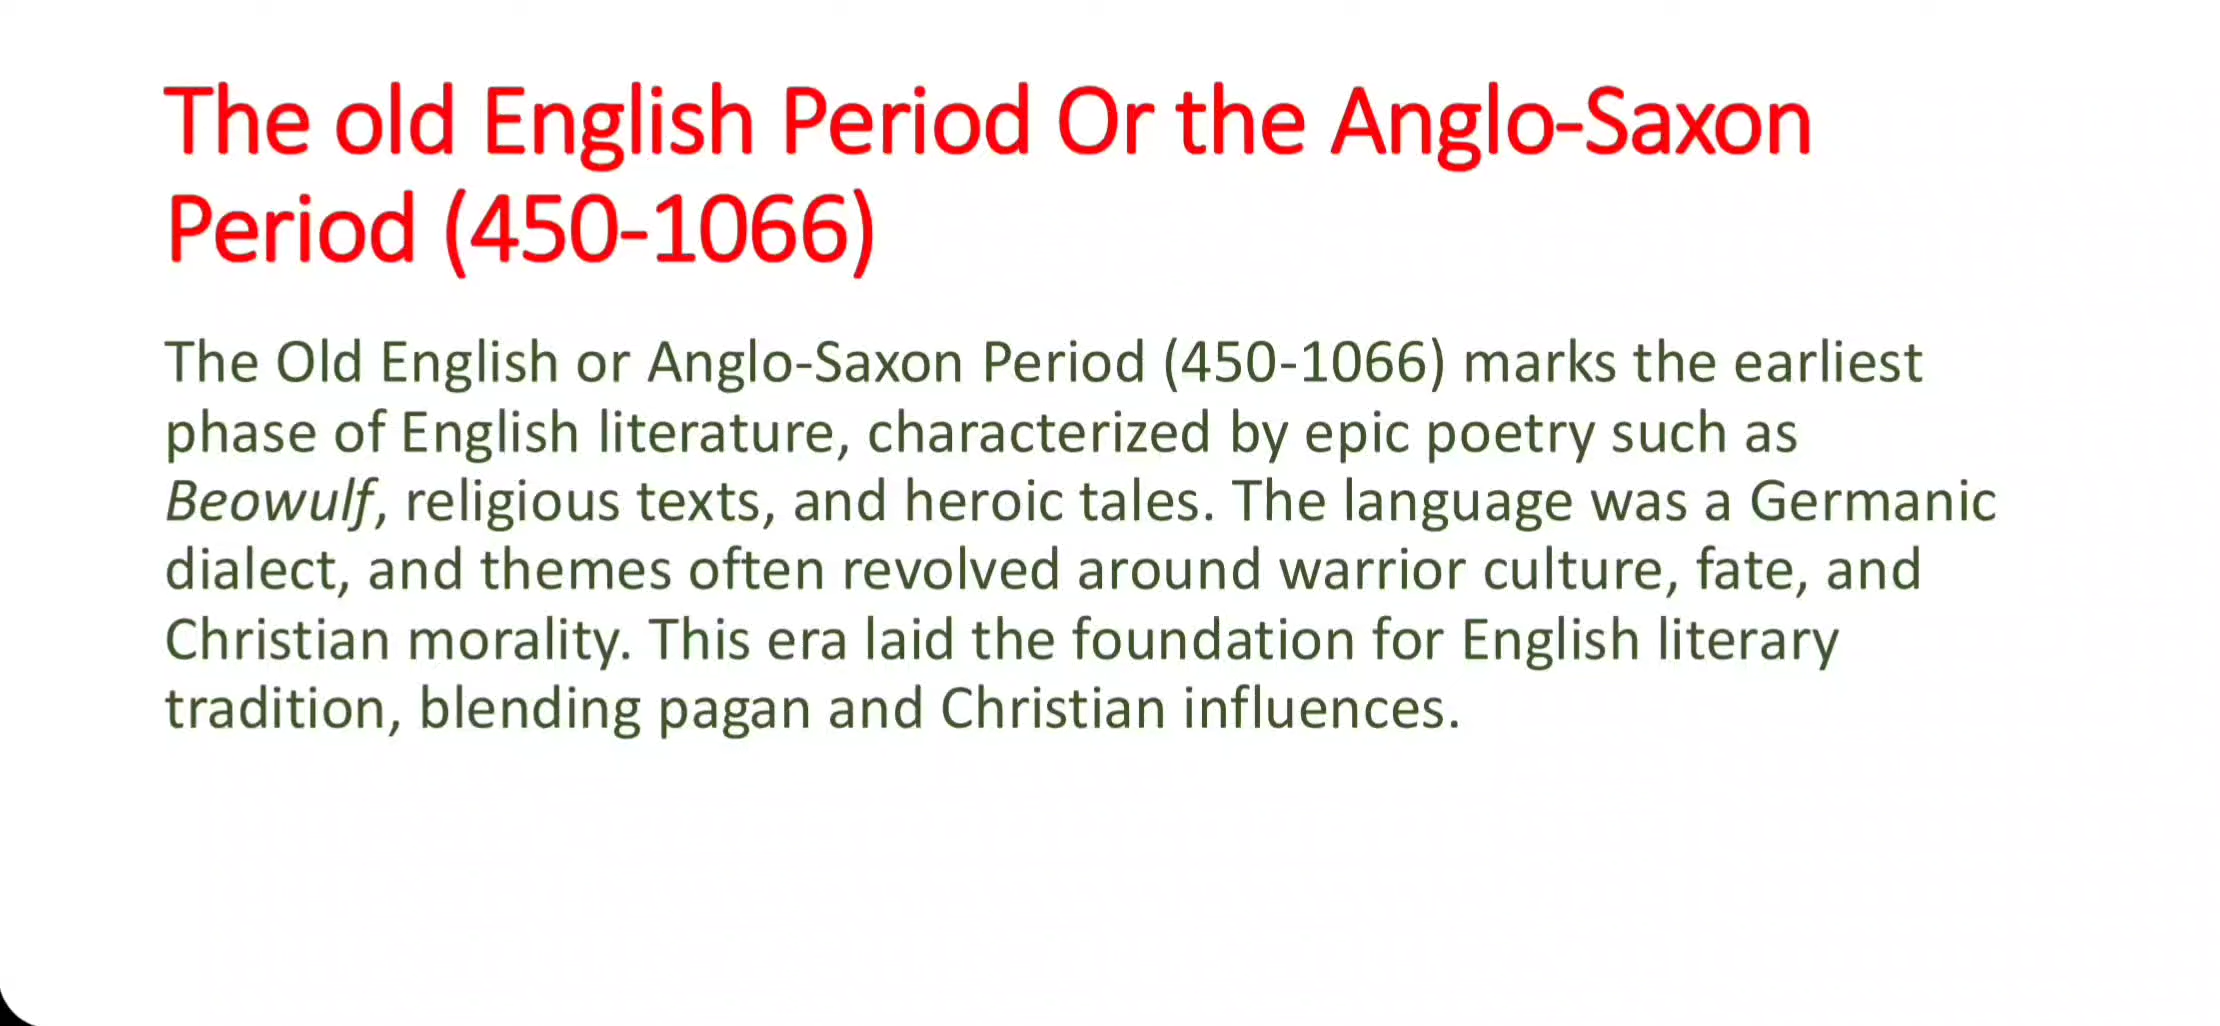 The old English Period Or the Anglo-Saxon
Period (450-1066)
The Old English or Anglo-Saxon Period (450-1066) marks the earliest
phase of English literature, characterized by epic poetry such as
Beowulf, religious texts, and heroic tales. The language was a Germanic
dialect, and themes often revolved around warrior culture, fate, and
Christian morality. This era laid the foundation for English literary
tradition, blending pagan and Christian influences.